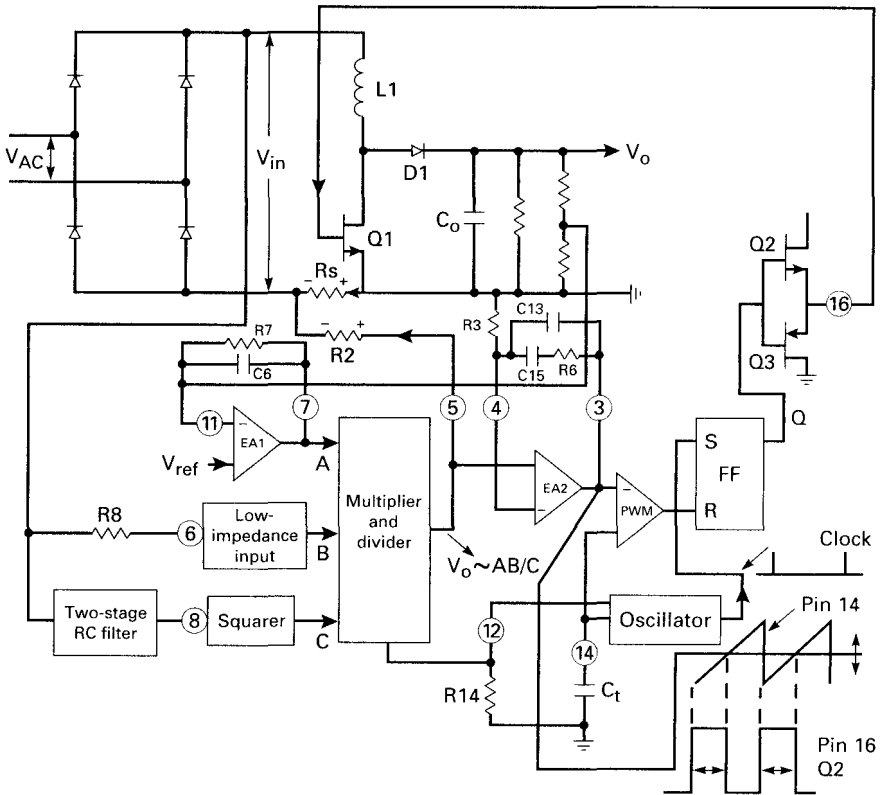 L1
V_AC
V_in
D1
V_o
C_o
Q1
Q2
− Rs +
C13
16
R3
R7
− R2 +
Q3
C6
C15
R6
7
5
4
3
11
−
EA1
Q
V_ref
A
S
FF
R
EA2
−
−
PWM
Multiplier
and
divider
R8
6
Low-
impedance
input
B
V_o~AB/C
Clock
Two-stage
RC filter
8
Squarer
C
12
Oscillator
Pin 14
14
R14
C_t
Pin 16
Q2